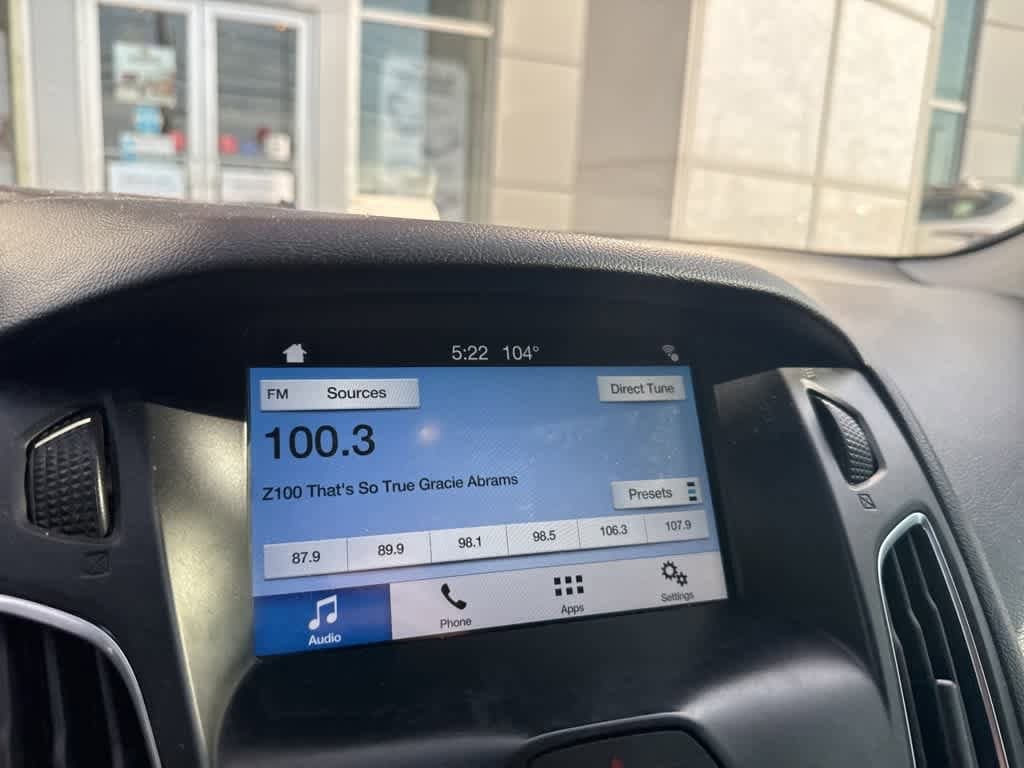 5:22 104°
FM Sources
Direct Tune
100.3
Z100 That's So True Gracie Abrams
Presets
87.9 89.9 98.1 98.5 106.3 107.9
Audio Phone Apps Settings